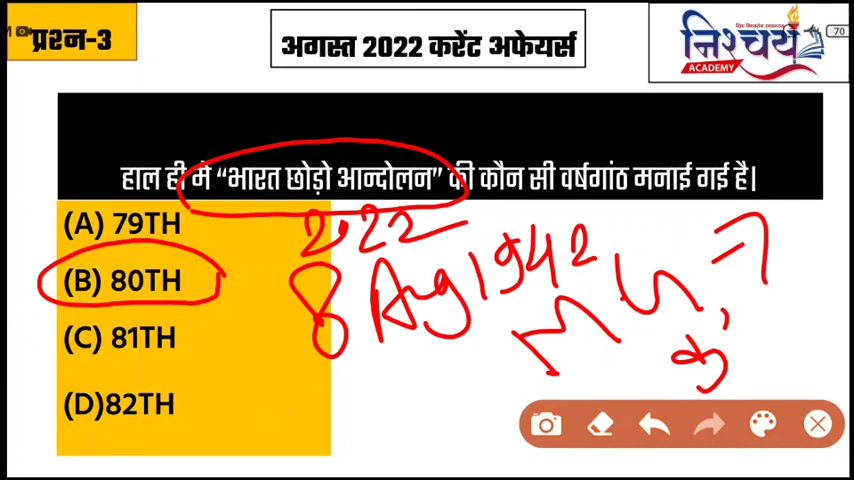 प्रश्न-3
अगस्त 2022 करेंट अफेयर्स
निश्चय
ACADEMY
70
हाल ही मे “भारत छोड़ो आन्दोलन” की कौन सी वर्षगांठ मनाई गई है।
(A) 79TH
2022
(B) 80TH
8 Aug 1942
(C) 81TH
(D)82TH